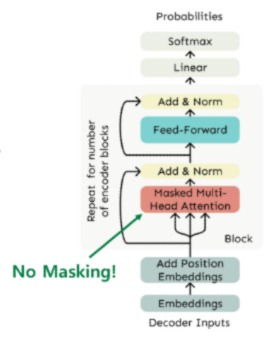 Probabilities
Softmax
Linear
Add & Norm
Feed-Forward
Repeat for number
of encoder blocks
Add & Norm
Masked Multi-
Head Attention
Block
No Masking!
Add Position
Embeddings
Embeddings
Decoder Inputs